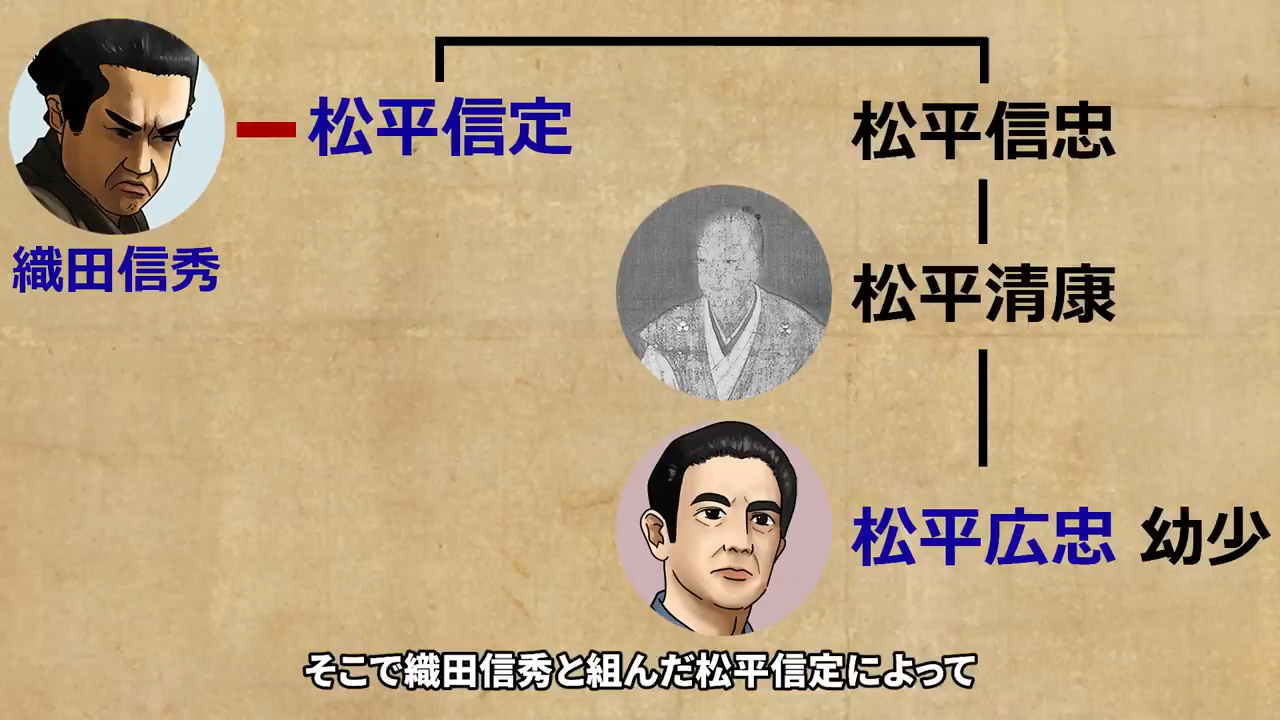 松平信定
松平信忠
織田信秀
松平清康
松平広忠 幼少
そこで織田信秀と組んだ松平信定によって